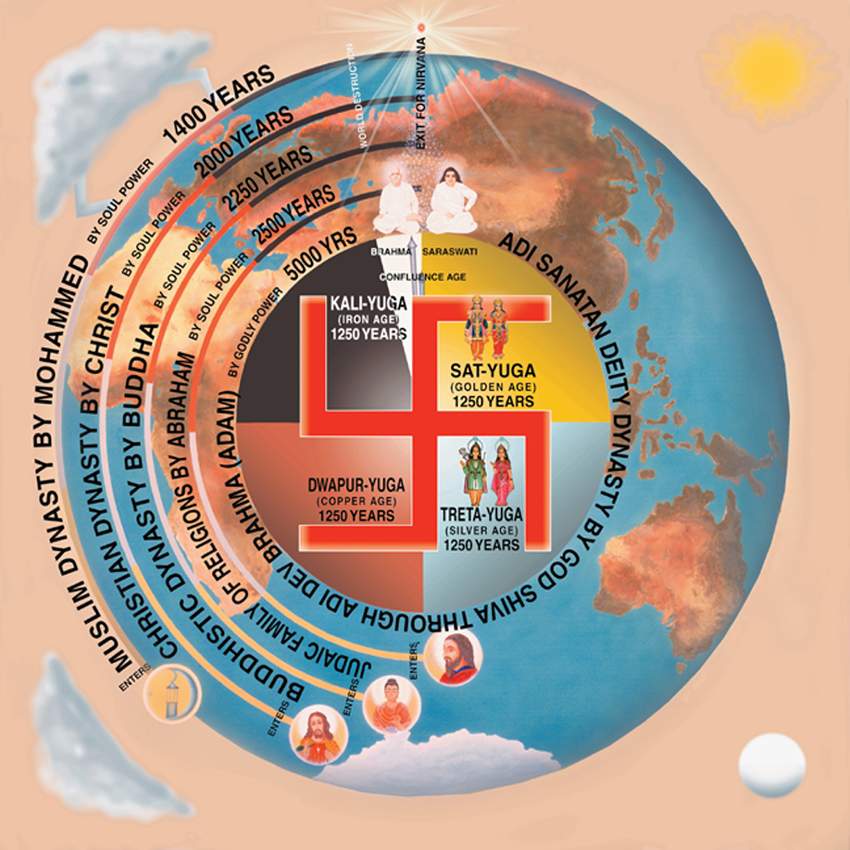 WORLD DESTRUCTION
EXIT FOR NIRVANA
1400 YEARS
2000 YEARS
2250 YEARS
2500 YEARS
5000 YRS
BRAHMA SARASWATI
CONFLUENCE AGE
KALI-YUGA
(IRON AGE)
1250 YEARS
SAT-YUGA
(GOLDEN AGE)
1250 YEARS
DWAPUR-YUGA
(COPPER AGE)
1250 YEARS
TRETA-YUGA
(SILVER AGE)
1250 YEARS
ADI SANATAN DEITY DYNASTY BY GOD SHIVA THROUGH ADI DEV BRAHMA (ADAM) BY GODLY POWER
ENTERS JUDAIC FAMILY OF RELIGIONS BY ABRAHAM BY SOUL POWER
ENTERS BUDDHISTIC DYNASTY BY BUDDHA BY SOUL POWER
ENTERS CHRISTIAN DYNASTY BY CHRIST BY SOUL POWER
ENTERS MUSLIM DYNASTY BY MOHAMMED BY SOUL POWER